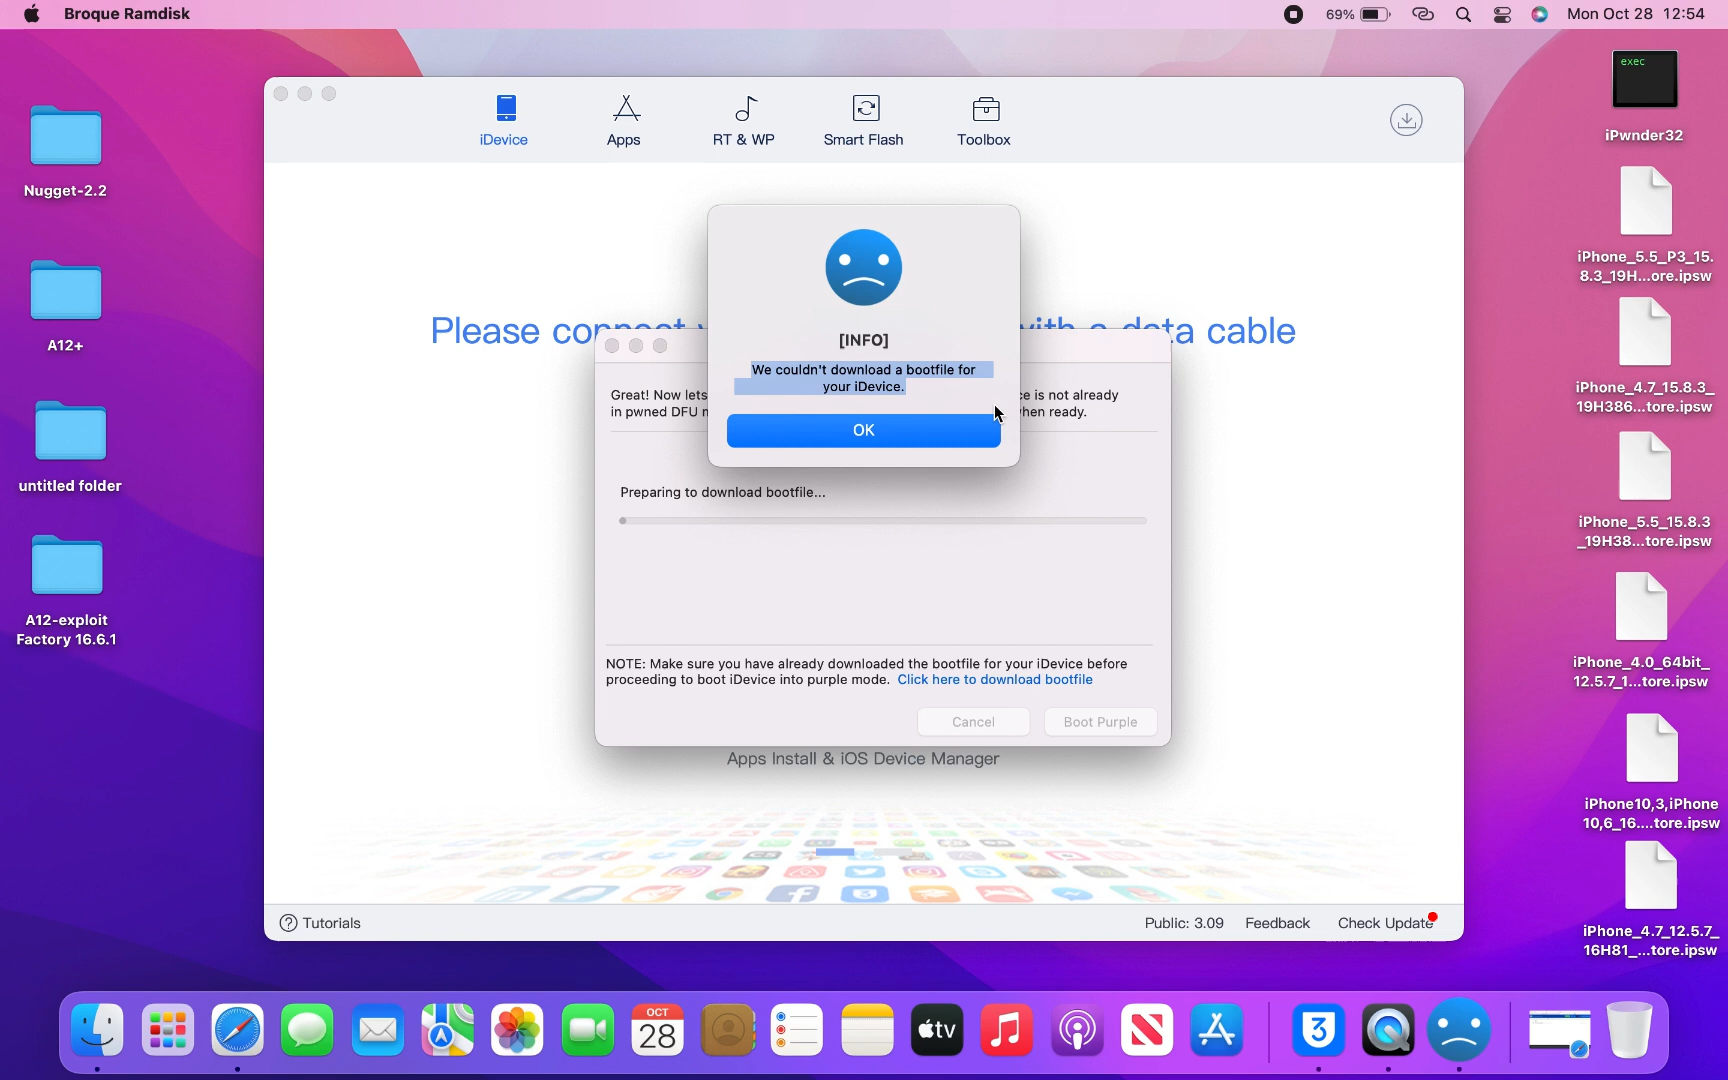 Broque Ramdisk
69%
Mon Oct 28 12:54
iDevice
Apps
RT & WP
Smart Flash
Toolbox
exec
iPwnder32
Nugget-2.2
iPhone_5.5_P3_15.
8.3_19H...ore.ipsw
[INFO]
We couldn't download a bootfile for
your iDevice.
OK
Please
with a data cable
Great! Now lets
ce is not already
in pwned DFU
when ready.
A12+
iPhone_4.7_15.8.3_
19H386...tore.ipsw
untitled folder
Preparing to download bootfile...
iPhone_5.5_15.8.3
_19H38...tore.ipsw
A12-exploit
Factory 16.6.1
NOTE: Make sure you have already downloaded the bootfile for your iDevice before
proceeding to boot iDevice into purple mode. Click here to download bootfile
Cancel
Boot Purple
iPhone_4.0_64bit_
12.5.7_1...tore.ipsw
Apps Install & iOS Device Manager
iPhone10,3,iPhone
10,6_16....tore.ipsw
Tutorials
Public: 3.09
Feedback
Check Update
iPhone_4.7_12.5.7_
16H81_...tore.ipsw
OCT
28
tv
3